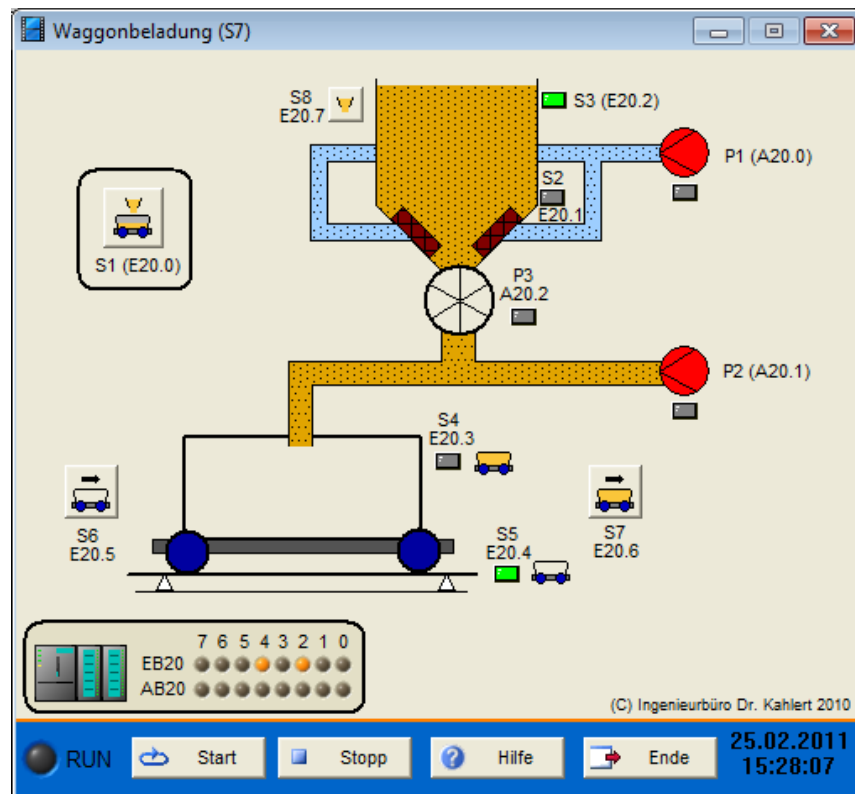 Waggonbeladung (S7)
S8
E20.7
S3 (E20.2)
P1 (A20.0)
S2
E20.1
S1 (E20.0)
P3
A20.2
P2 (A20.1)
S4
E20.3
S6
E20.5
S5
E20.4
S7
E20.6
7 6 5 4 3 2 1 0
EB20
AB20
(C) Ingenieurbüro Dr. Kahlert 2010
RUN
Start
Stopp
Hilfe
Ende
25.02.2011
15:28:07